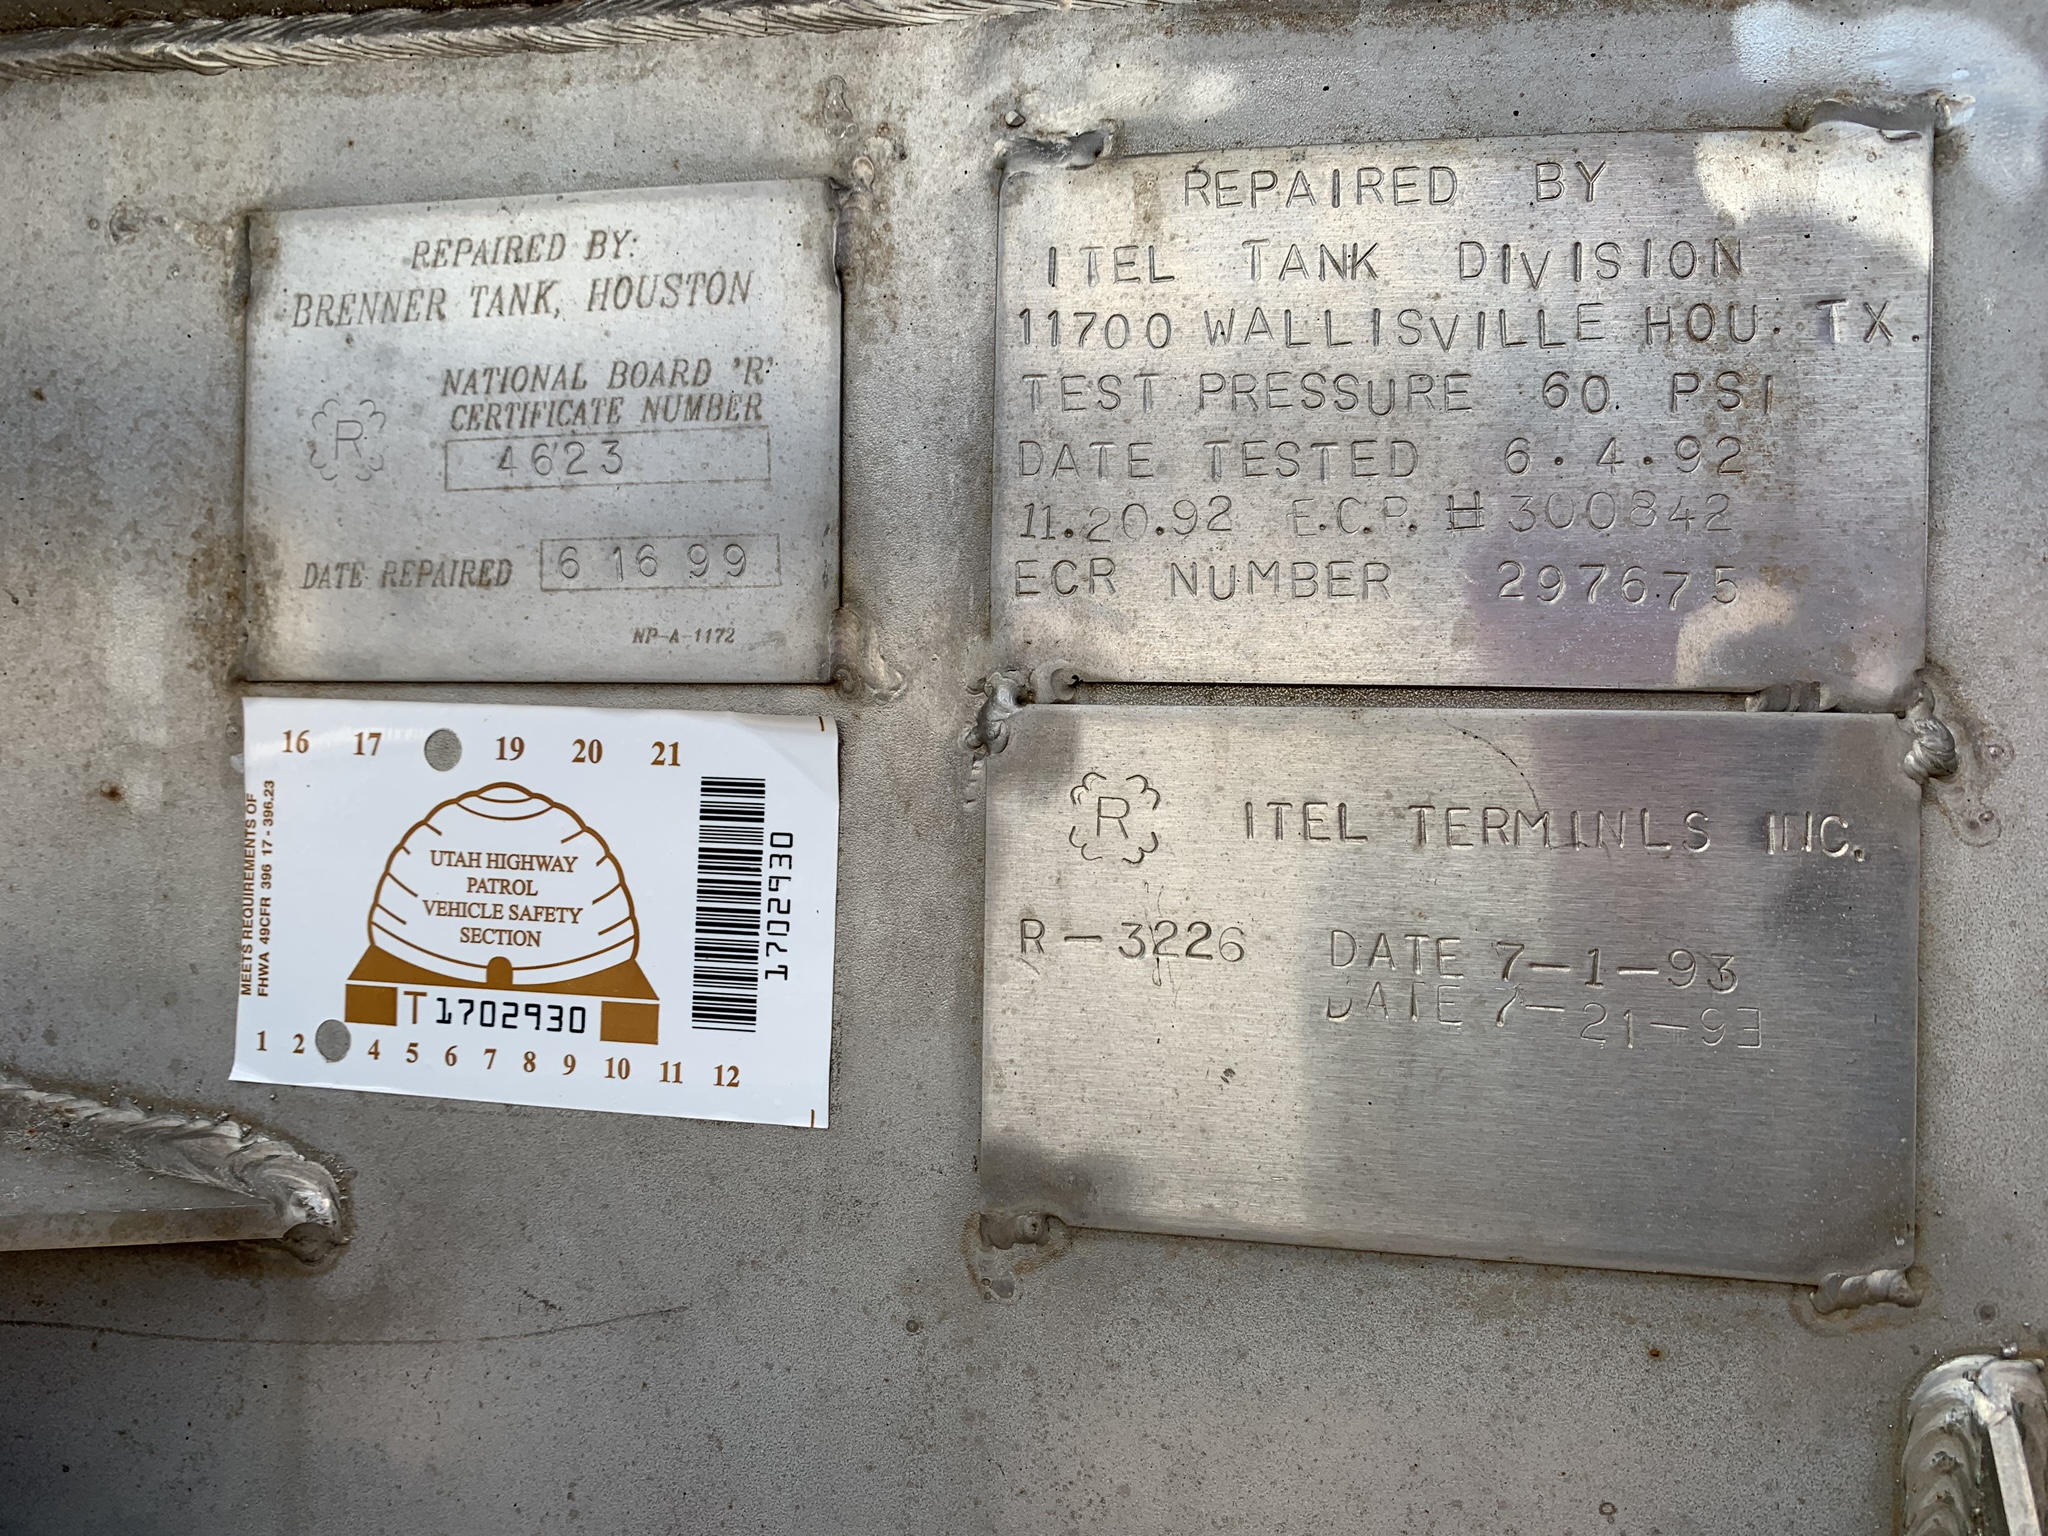 REPAIRED BY:
BRENNER TANK, HOUSTON
NATIONAL BOARD 'R'
CERTIFICATE NUMBER
R
4623
DATE REPAIRED 6 16 99
NP-A-1172
REPAIRED BY
ITEL TANK DIVISION
11700 WALLISVILLE HOU. TX.
TEST PRESSURE 60 PSI
DATE TESTED 6.4.92
11.20.92 E.C.R. #300842
ECR NUMBER 297675
16 17 19 20 21
MEETS REQUIREMENTS OF
FHWA 49CFR 396 17 - 396.23
UTAH HIGHWAY
PATROL
VEHICLE SAFETY
SECTION
T1702930
1702930
1 2 4 5 6 7 8 9 10 11 12
R ITEL TERMINLS INC.
R-3226 DATE 7-1-93
DATE 7-21-93